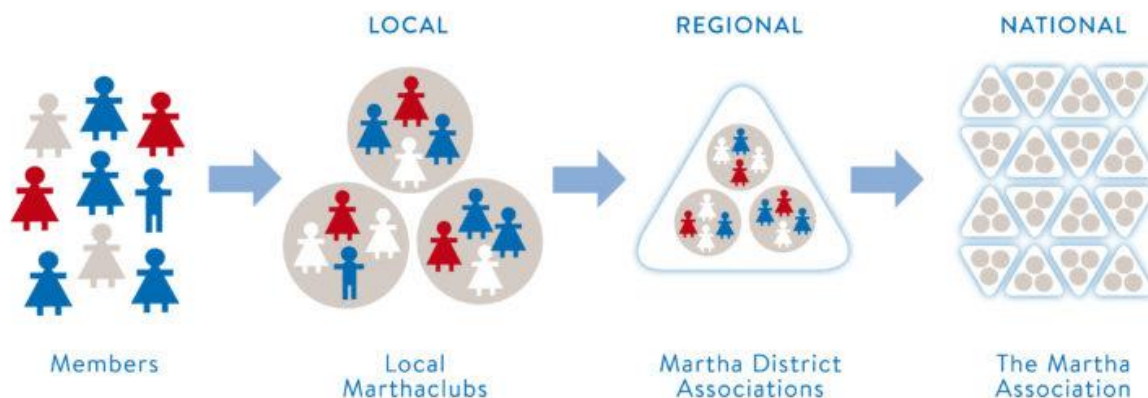 LOCAL
REGIONAL
NATIONAL
Members
Local
Marthaclubs
Martha District
Associations
The Martha
Association